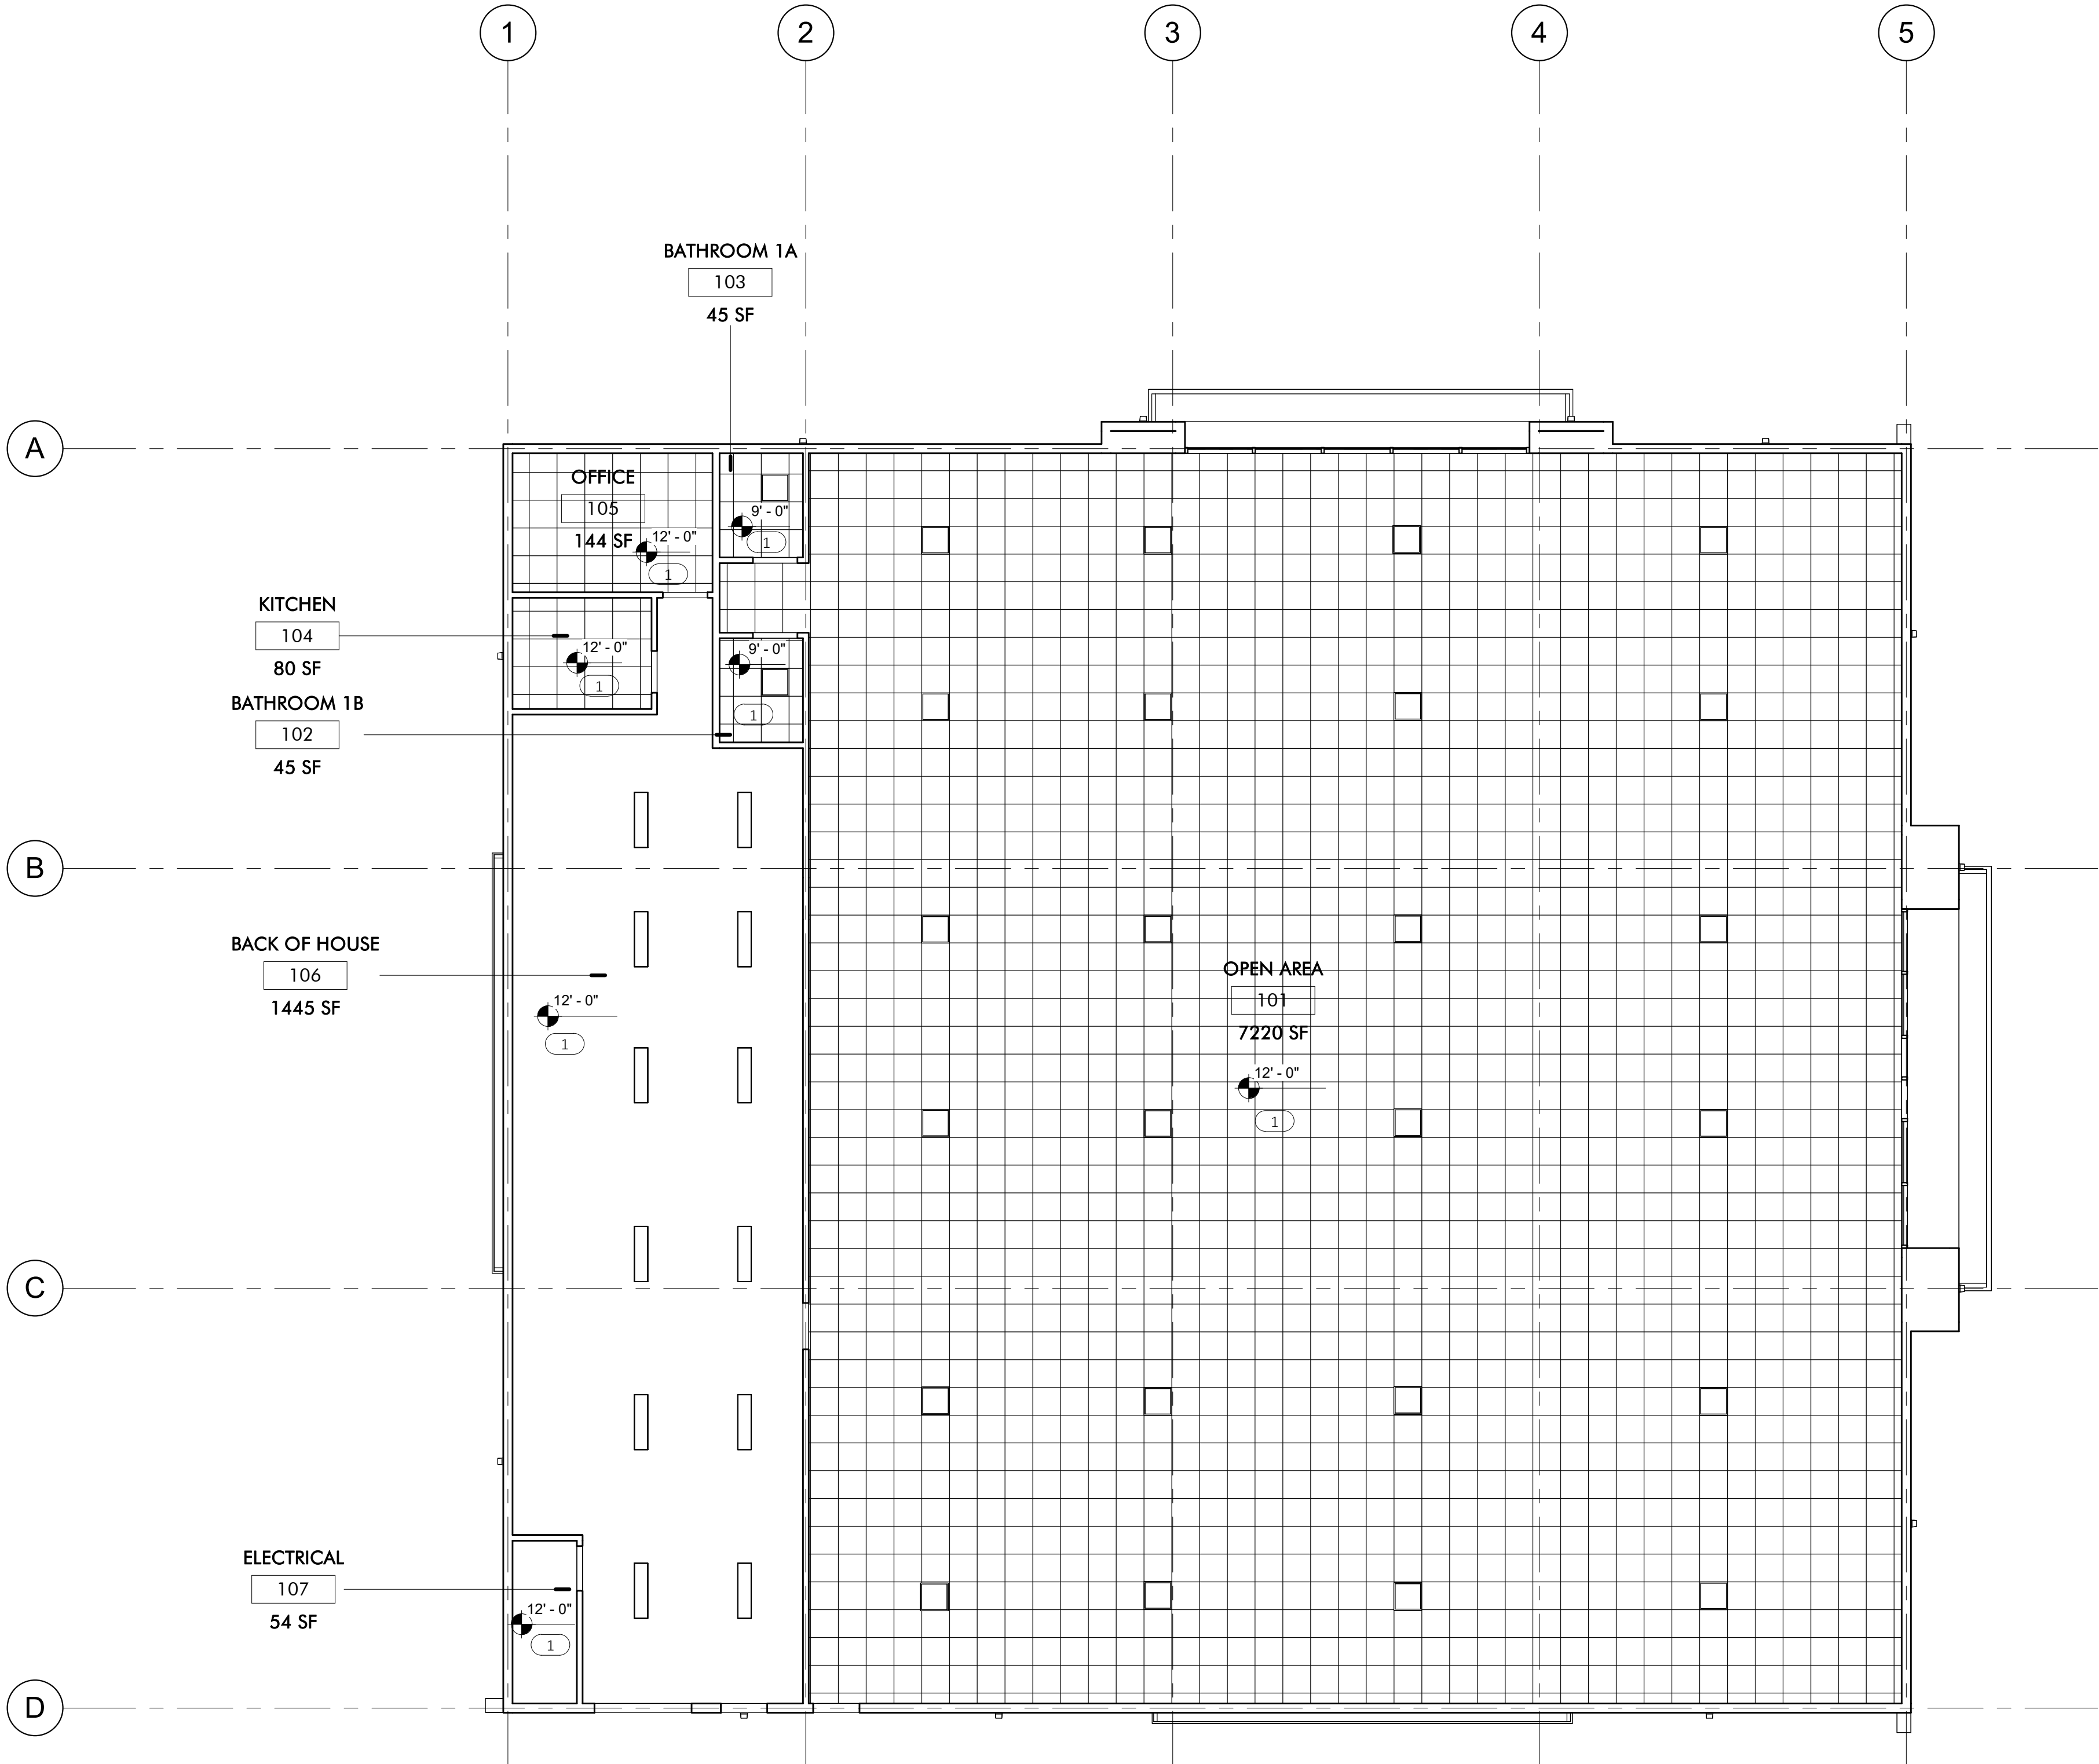 1
2
3
4
5
BATHROOM 1A
103
45 SF
A
OFFICE
105
144 SF
12' - 0"
1
9' - 0"
1
KITCHEN
104
80 SF
12' - 0"
1
9' - 0"
1
BATHROOM 1B
102
45 SF
B
BACK OF HOUSE
106
1445 SF
12' - 0"
1
OPEN AREA
101
7220 SF
12' - 0"
1
C
ELECTRICAL
107
54 SF
12' - 0"
1
D